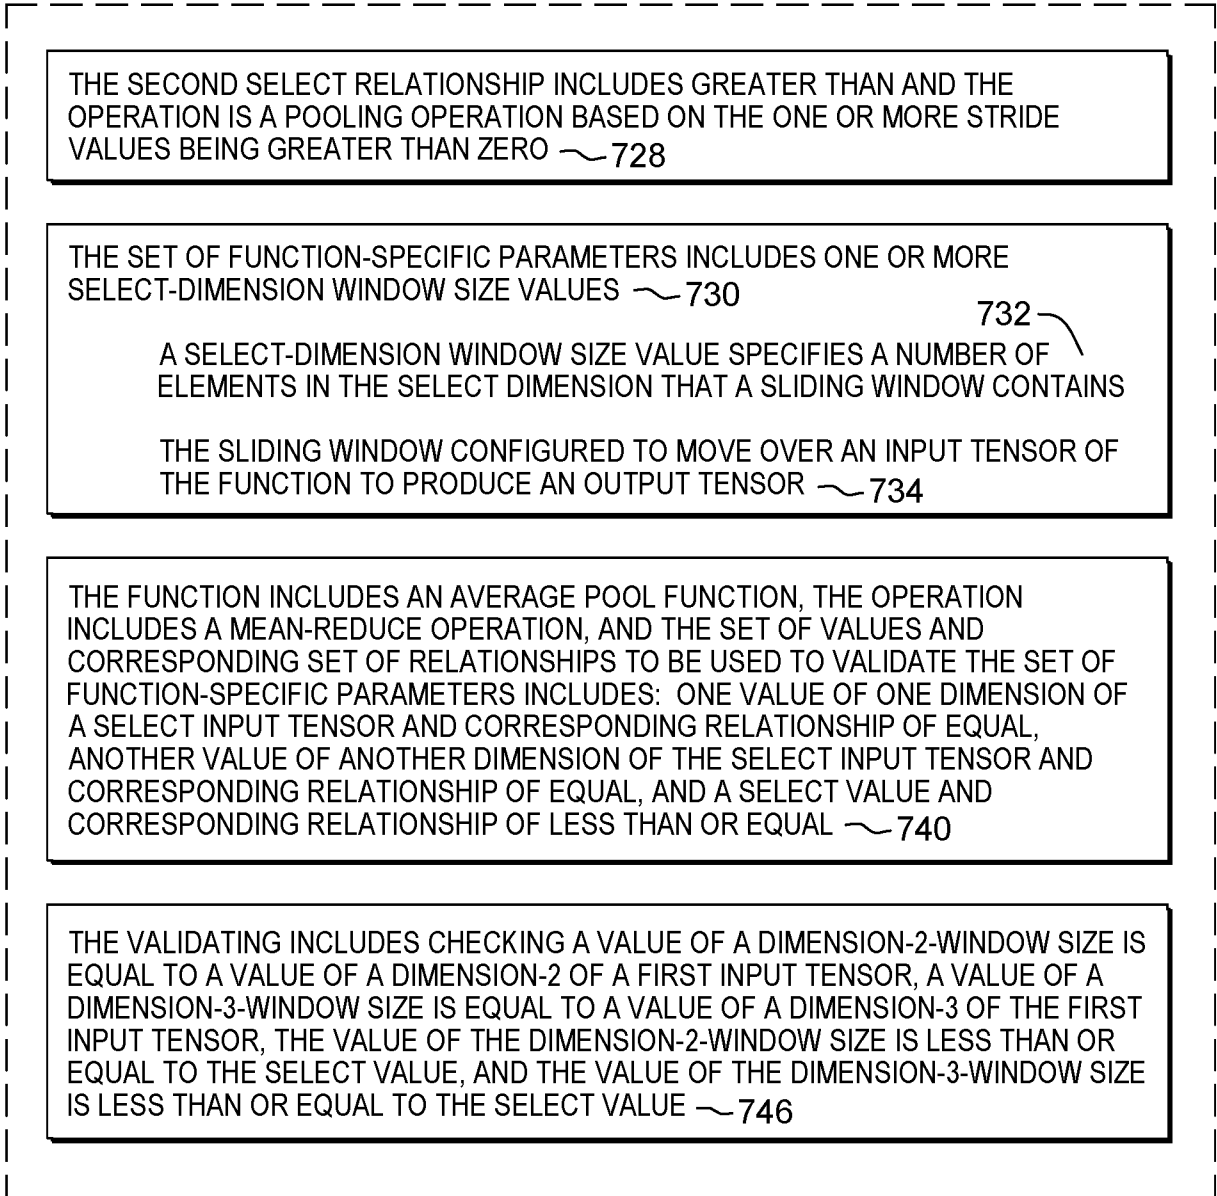 THE SECOND SELECT RELATIONSHIP INCLUDES GREATER THAN AND THE
OPERATION IS A POOLING OPERATION BASED ON THE ONE OR MORE STRIDE
VALUES BEING GREATER THAN ZERO 728
THE SET OF FUNCTION-SPECIFIC PARAMETERS INCLUDES ONE OR MORE
SELECT-DIMENSION WINDOW SIZE VALUES 730
732
A SELECT-DIMENSION WINDOW SIZE VALUE SPECIFIES A NUMBER OF
ELEMENTS IN THE SELECT DIMENSION THAT A SLIDING WINDOW CONTAINS
THE SLIDING WINDOW CONFIGURED TO MOVE OVER AN INPUT TENSOR OF
THE FUNCTION TO PRODUCE AN OUTPUT TENSOR 734
THE FUNCTION INCLUDES AN AVERAGE POOL FUNCTION, THE OPERATION
INCLUDES A MEAN-REDUCE OPERATION, AND THE SET OF VALUES AND
CORRESPONDING SET OF RELATIONSHIPS TO BE USED TO VALIDATE THE SET OF
FUNCTION-SPECIFIC PARAMETERS INCLUDES: ONE VALUE OF ONE DIMENSION OF
A SELECT INPUT TENSOR AND CORRESPONDING RELATIONSHIP OF EQUAL,
ANOTHER VALUE OF ANOTHER DIMENSION OF THE SELECT INPUT TENSOR AND
CORRESPONDING RELATIONSHIP OF EQUAL, AND A SELECT VALUE AND
CORRESPONDING RELATIONSHIP OF LESS THAN OR EQUAL 740
THE VALIDATING INCLUDES CHECKING A VALUE OF A DIMENSION-2-WINDOW SIZE IS
EQUAL TO A VALUE OF A DIMENSION-2 OF A FIRST INPUT TENSOR, A VALUE OF A
DIMENSION-3-WINDOW SIZE IS EQUAL TO A VALUE OF A DIMENSION-3 OF THE FIRST
INPUT TENSOR, THE VALUE OF THE DIMENSION-2-WINDOW SIZE IS LESS THAN OR
EQUAL TO THE SELECT VALUE, AND THE VALUE OF THE DIMENSION-3-WINDOW SIZE
IS LESS THAN OR EQUAL TO THE SELECT VALUE 746